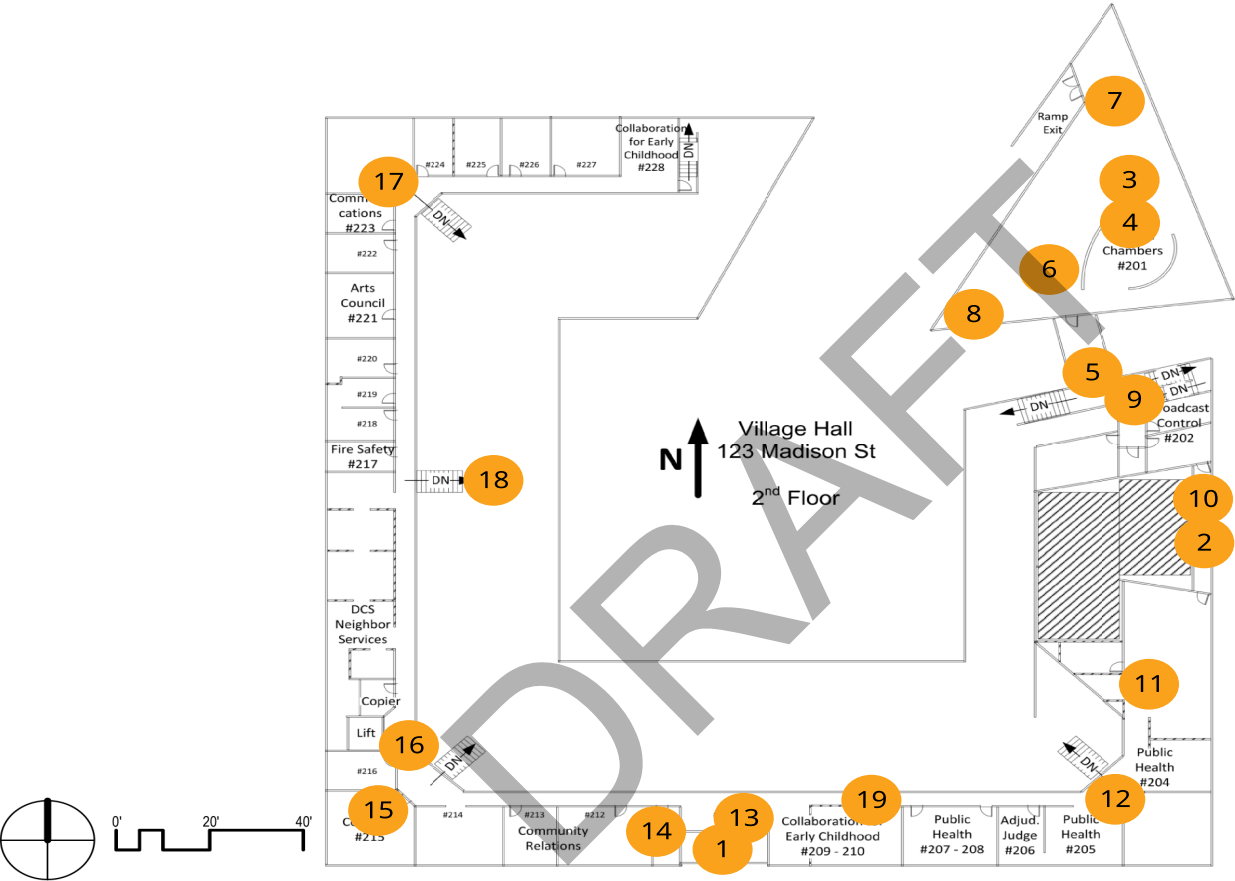 7
Ramp
Exit
3
4
Chambers
#201
6
8
5
9
DN
DN
DN
oadcast
Control
#202
10
2
11
Public
Health
#204
DN
12
Collaboration
for Early
Childhood
#228
DN
#224
#225
#226
#227
17
DN
Comm
cations
#223
#222
Arts
Council
#221
#220
#219
#218
Fire Safety
#217
DN
18
DCS
Neighbor
Services
Copier
Lift
16
DN
#216
15
#215
#214
#213
#212
Community
Relations
14
13
1
19
Collaboration
Early Childhood
#209 - 210
Public
Health
#207 - 208
Adjud.
Judge
#206
Public
Health
#205
N
Village Hall
123 Madison St
2nd Floor
DRAFT
0'
20'
40'